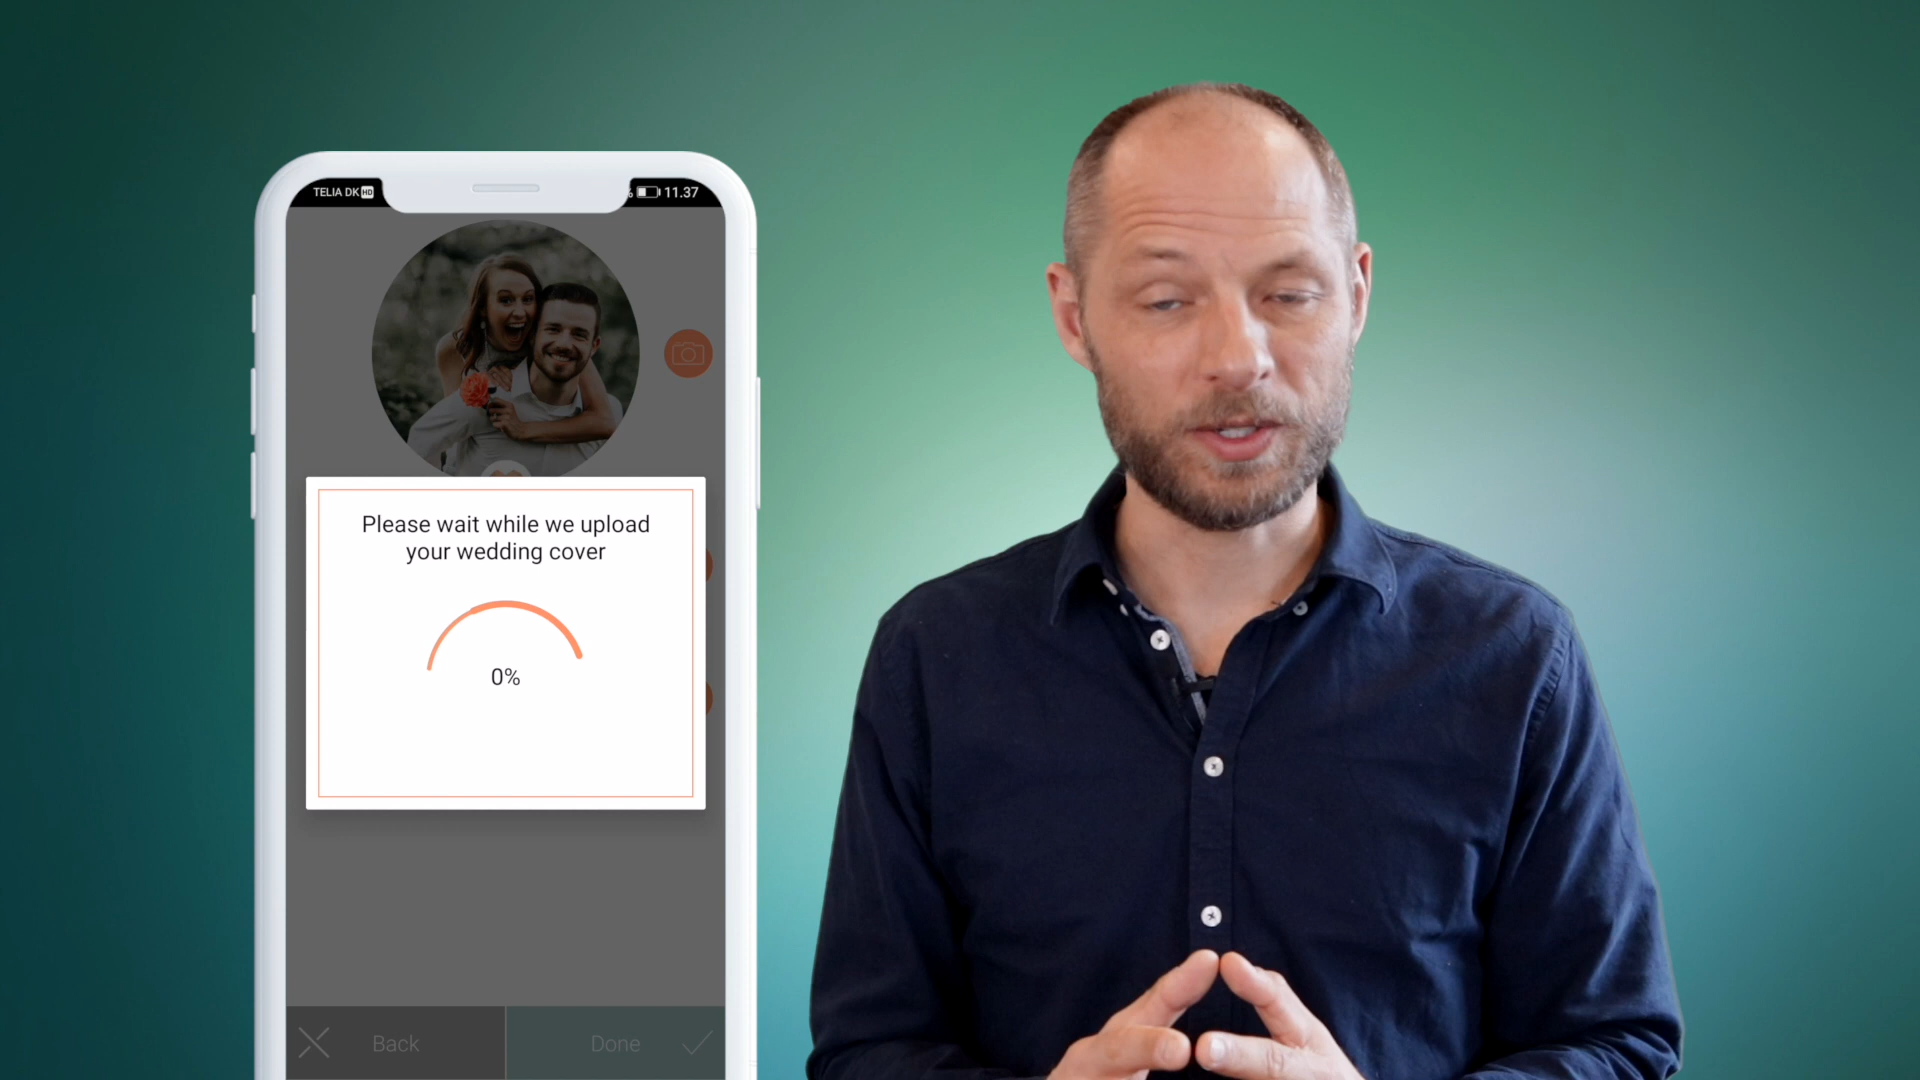 TELIA DK HD
11.37
Please wait while we upload
your wedding cover
0%
Back
Done